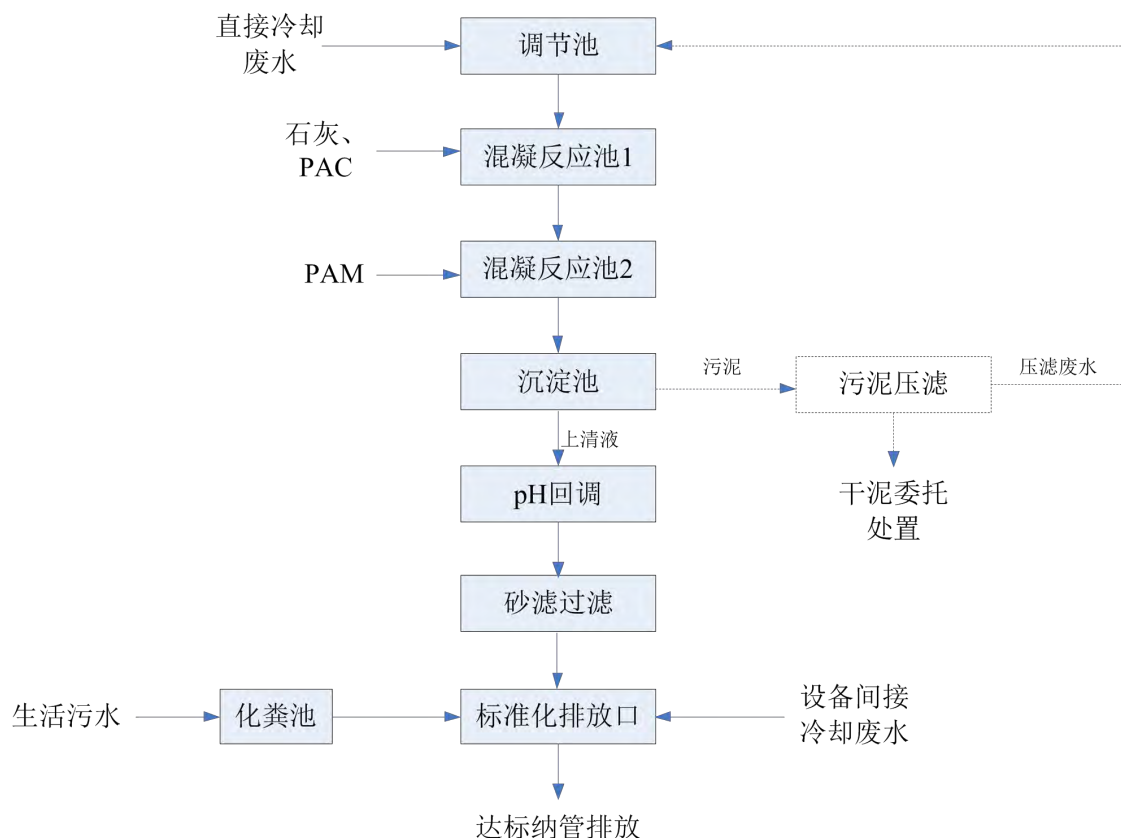 直接冷却
废水
调节池
石灰、
PAC
混凝反应池1
PAM
混凝反应池2
沉淀池
污泥
污泥压滤
压滤废水
上清液
pH回调
干泥委托
处置
砂滤过滤
生活污水
化粪池
标准化排放口
设备间接
冷却废水
达标纳管排放